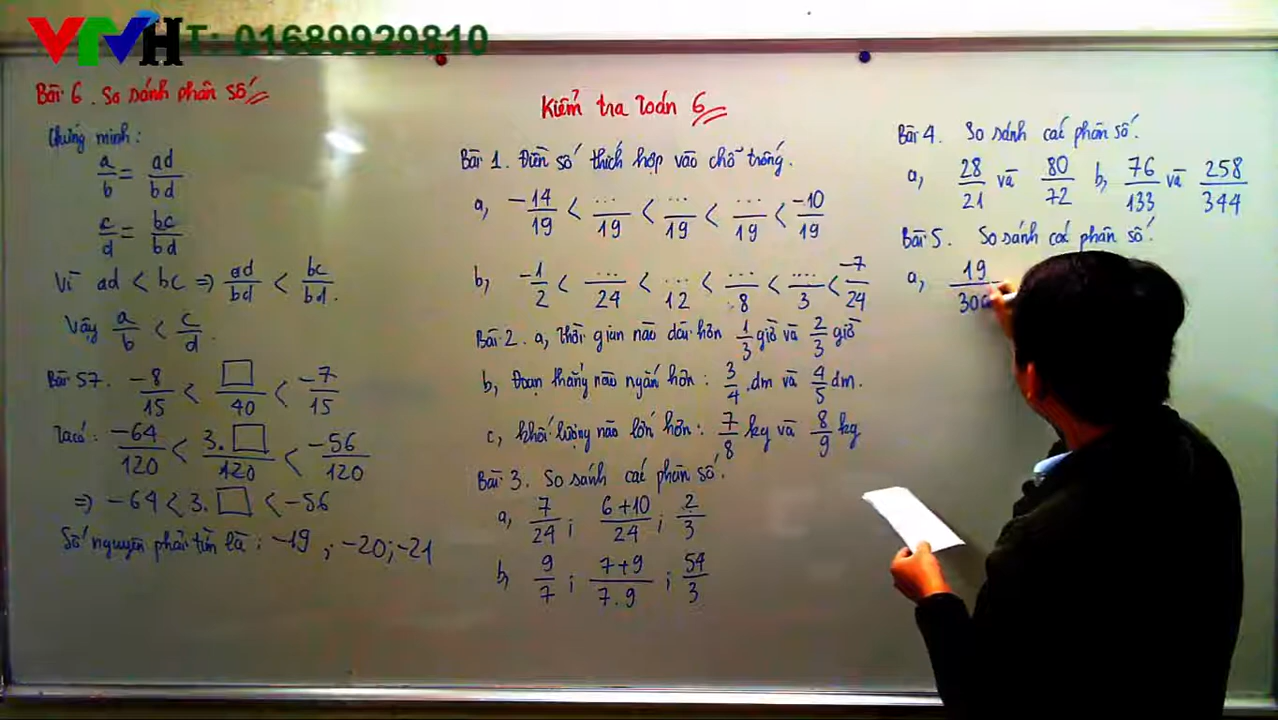 VTVH T: 01689929810
Bài 6. So sánh phân số
Chứng minh:
a/b = ad/bd
c/d = bc/bd
Vì ad < bc ⇒ ad/bd < bc/bd.
Vậy a/b < c/d.
Bài 57. -8/15 < □/40 < -7/15
Ta có: -64/120 < 3.□/120 < -56/120
⇒ -64 < 3.□ < -56
Số nguyên phải tìm là: -19; -20; -21
Kiểm tra Toán 6
Bài 1. Điền số thích hợp vào chỗ trống.
a, -14/19 < .../19 < .../19 < .../19 < -10/19
b, -1/2 < .../24 < .../12 < .../8 < .../3 < -7/24
Bài 2. a, Thời gian nào dài hơn 1/3 giờ và 2/3 giờ
b, Đoạn thẳng nào ngắn hơn: 3/4 dm và 4/5 dm.
c, khối lượng nào lớn hơn: 7/8 kg và 8/9 kg
Bài 3. So sánh các phân số.
a, 7/24; 6+10/24; 2/3
b, 9/7; 7+9/7.9; 54/3
Bài 4. So sánh các phân số.
a, 28/21 và 80/72 b, 76/133 và 258/344
Bài 5. So sánh các phân số.
a, 19/30